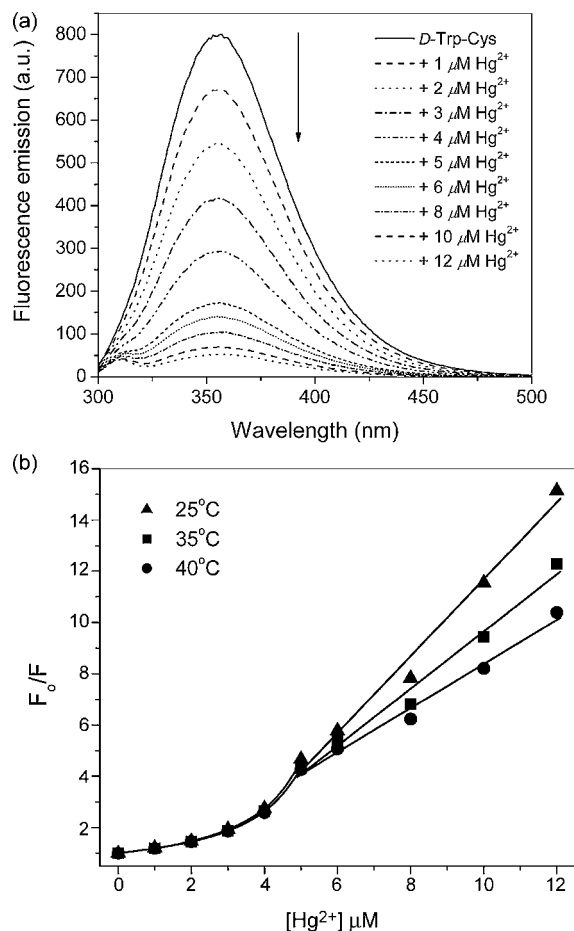 (a)
800
700
600
500
400
300
200
100
0
Fluorescence emission (a.u.)
D-Trp-Cys
+ 1 μM Hg²⁺
+ 2 μM Hg²⁺
+ 3 μM Hg²⁺
+ 4 μM Hg²⁺
+ 5 μM Hg²⁺
+ 6 μM Hg²⁺
+ 8 μM Hg²⁺
+ 10 μM Hg²⁺
+ 12 μM Hg²⁺
300 350 400 450 500
Wavelength (nm)
(b)
16
14
12
10
8
6
4
2
Fₒ/F
25°C
35°C
40°C
0 2 4 6 8 10 12
[Hg²⁺] μM